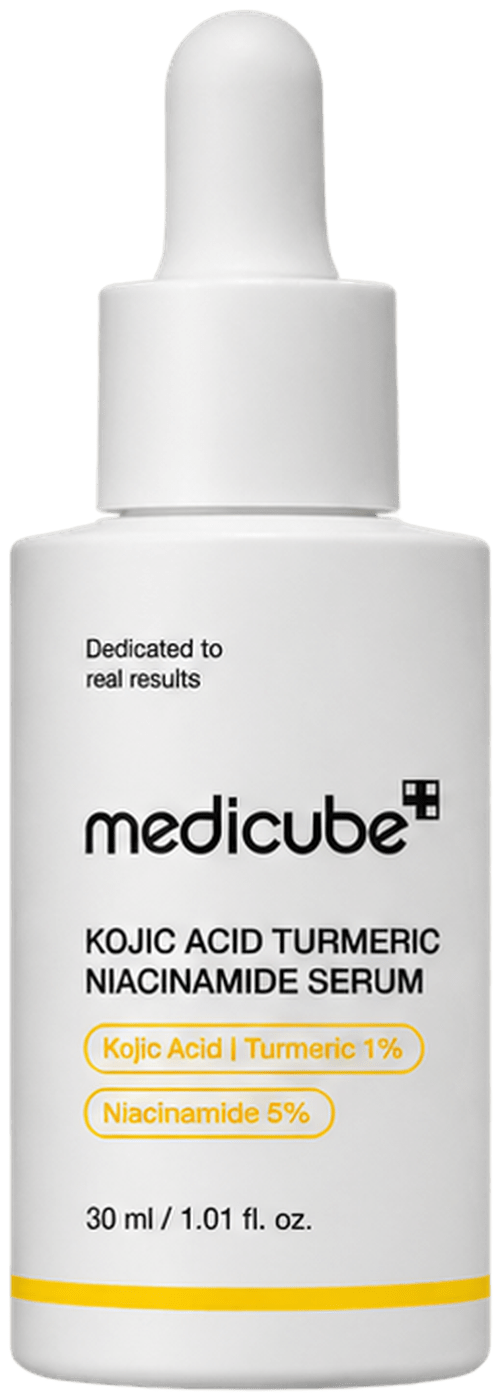 Dedicated to
real results
medicube
KOJIC ACID TURMERIC
NIACINAMIDE SERUM
Kojic Acid | Turmeric 1%
Niacinamide 5%
30 ml / 1.01 fl. oz.